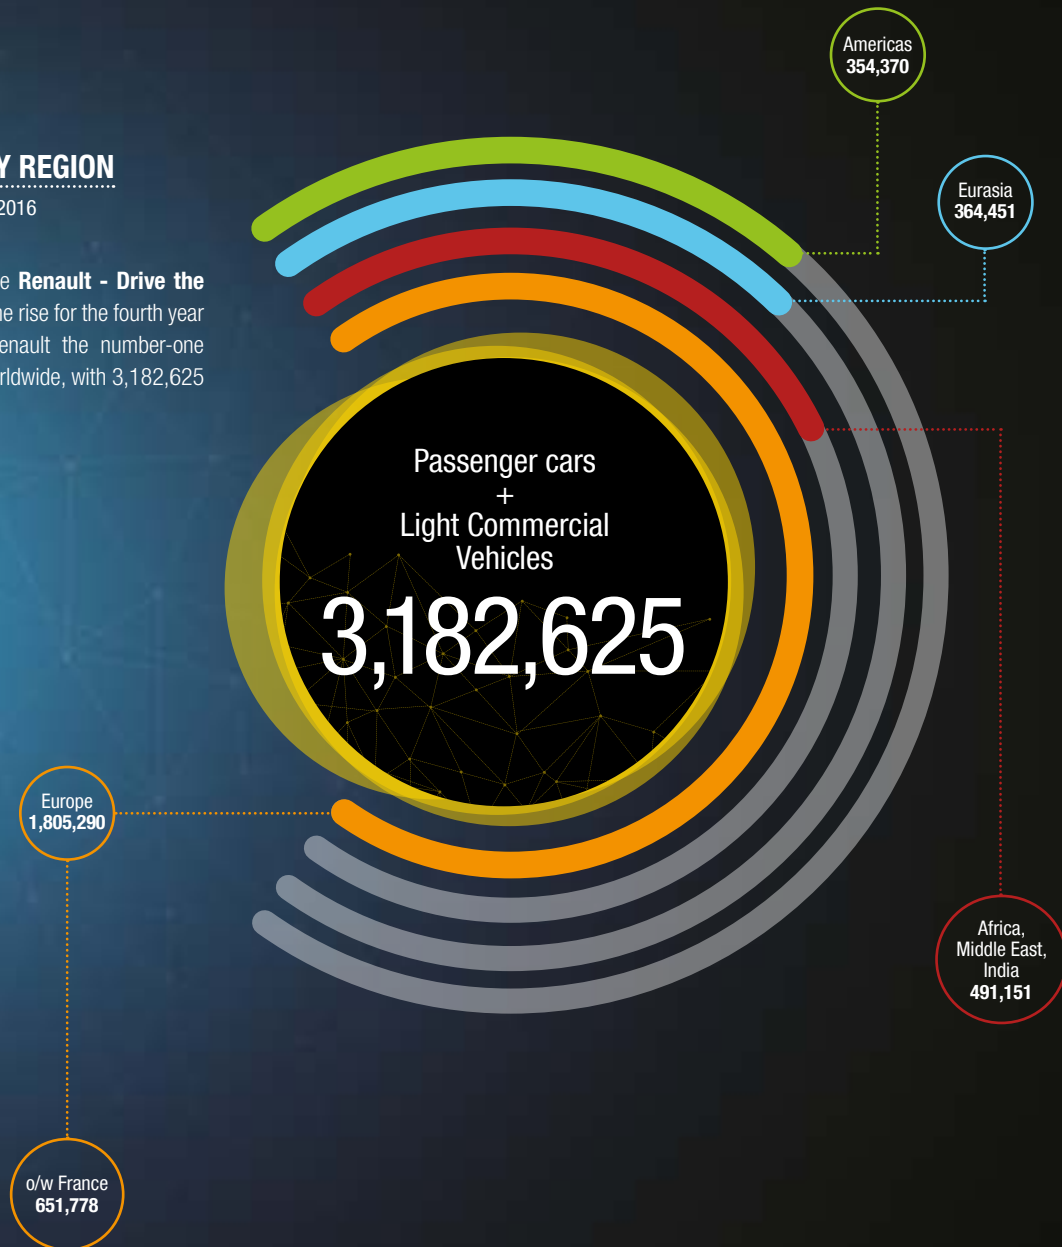 Y REGION
2016
e Renault - Drive the
ne rise for the fourth year
enault the number-one
rldwide, with 3,182,625
Americas
354,370
Eurasia
364,451
Passenger cars
+
Light Commercial
Vehicles
3,182,625
Europe
1,805,290
Africa,
Middle East,
India
491,151
o/w France
651,778